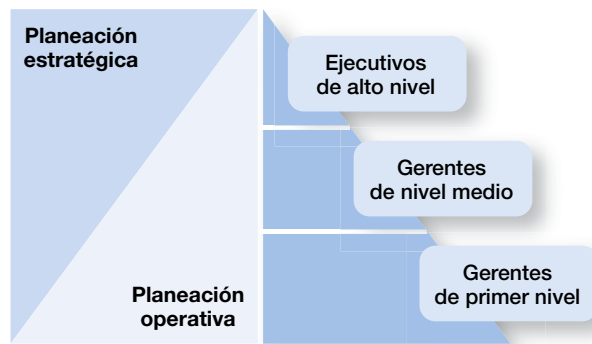 Planeación
estratégica
Ejecutivos
de alto nivel
Gerentes
de nivel medio
Gerentes
de primer nivel
Planeación
operativa